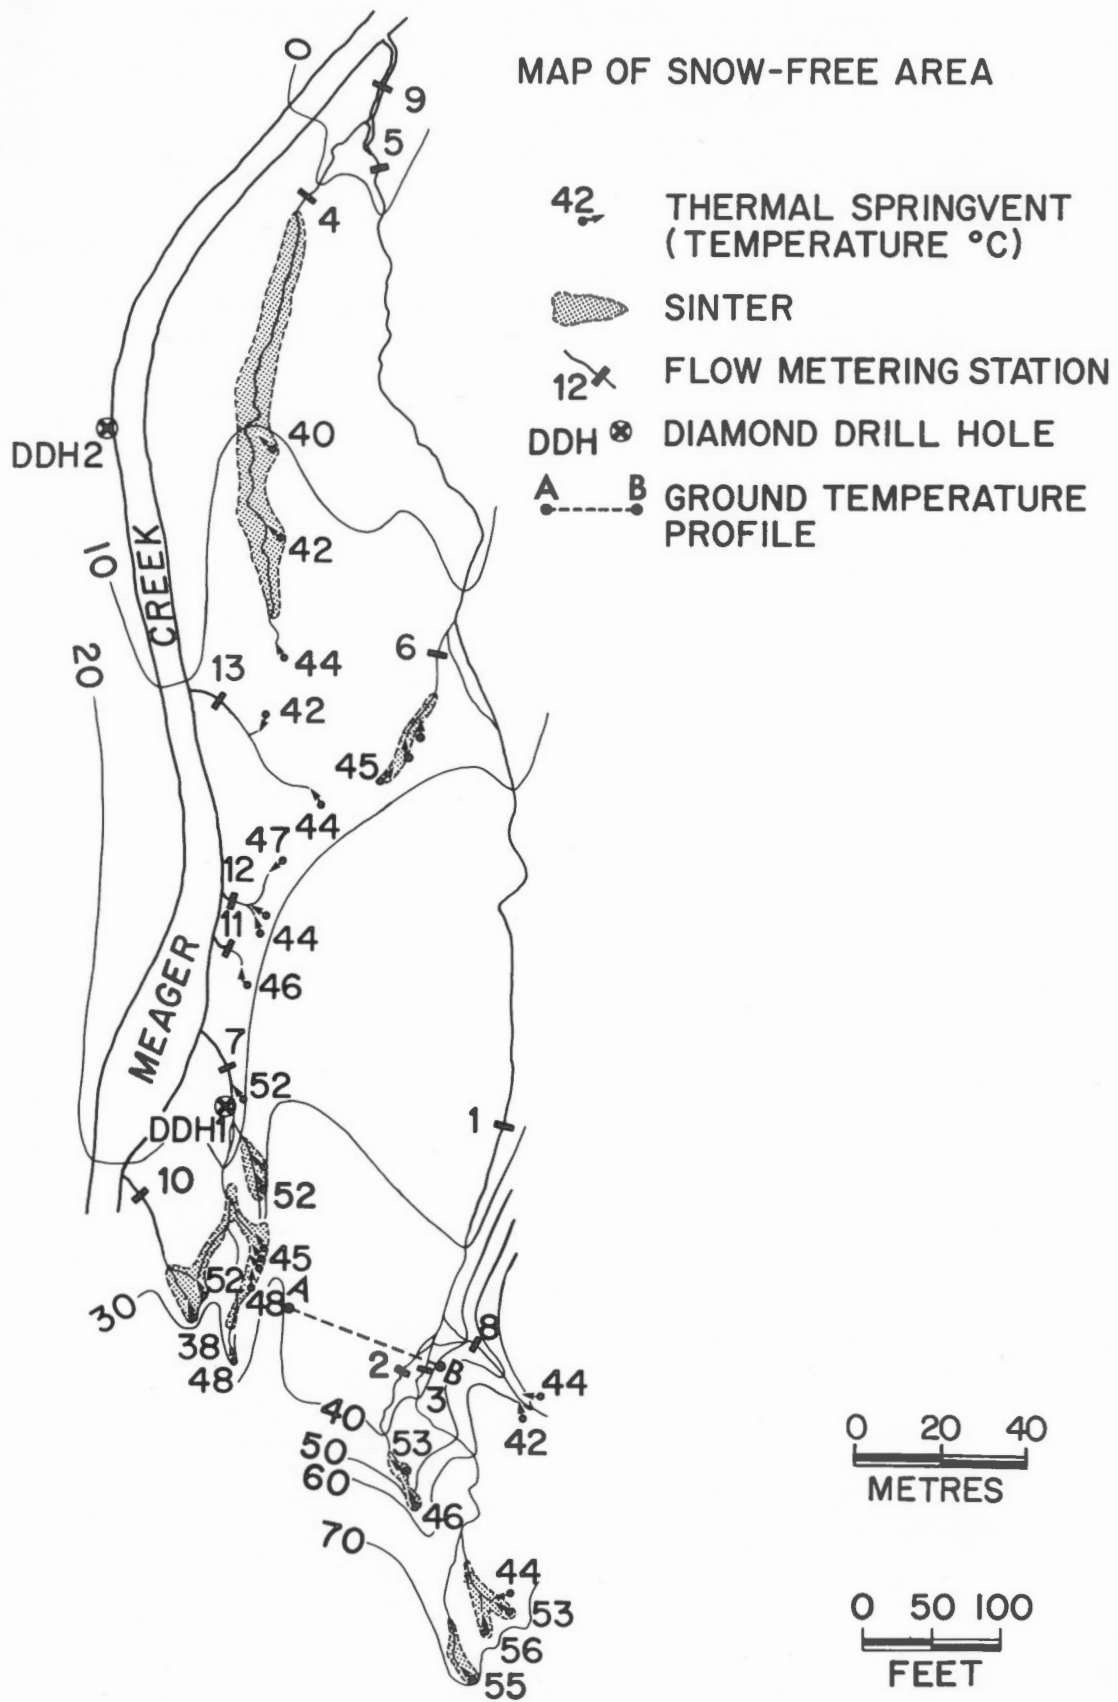 MAP OF SNOW-FREE AREA
42
THERMAL SPRINGVENT
(TEMPERATURE °C)
SINTER
12
FLOW METERING STATION
DDH
DIAMOND DRILL HOLE
A B
GROUND TEMPERATURE
PROFILE
0
9
5
4
40
DDH2
42
10
CREEK
6
44
20
13
42
45
44
47
12
11
44
46
MEAGER
7
52
DDH1
1
10
52
45
52
A
48
30
8
38
2
B
48
3
44
40
42
53
50
60
46
70
44
53
56
55
0 20 40
METRES
0 50 100
FEET